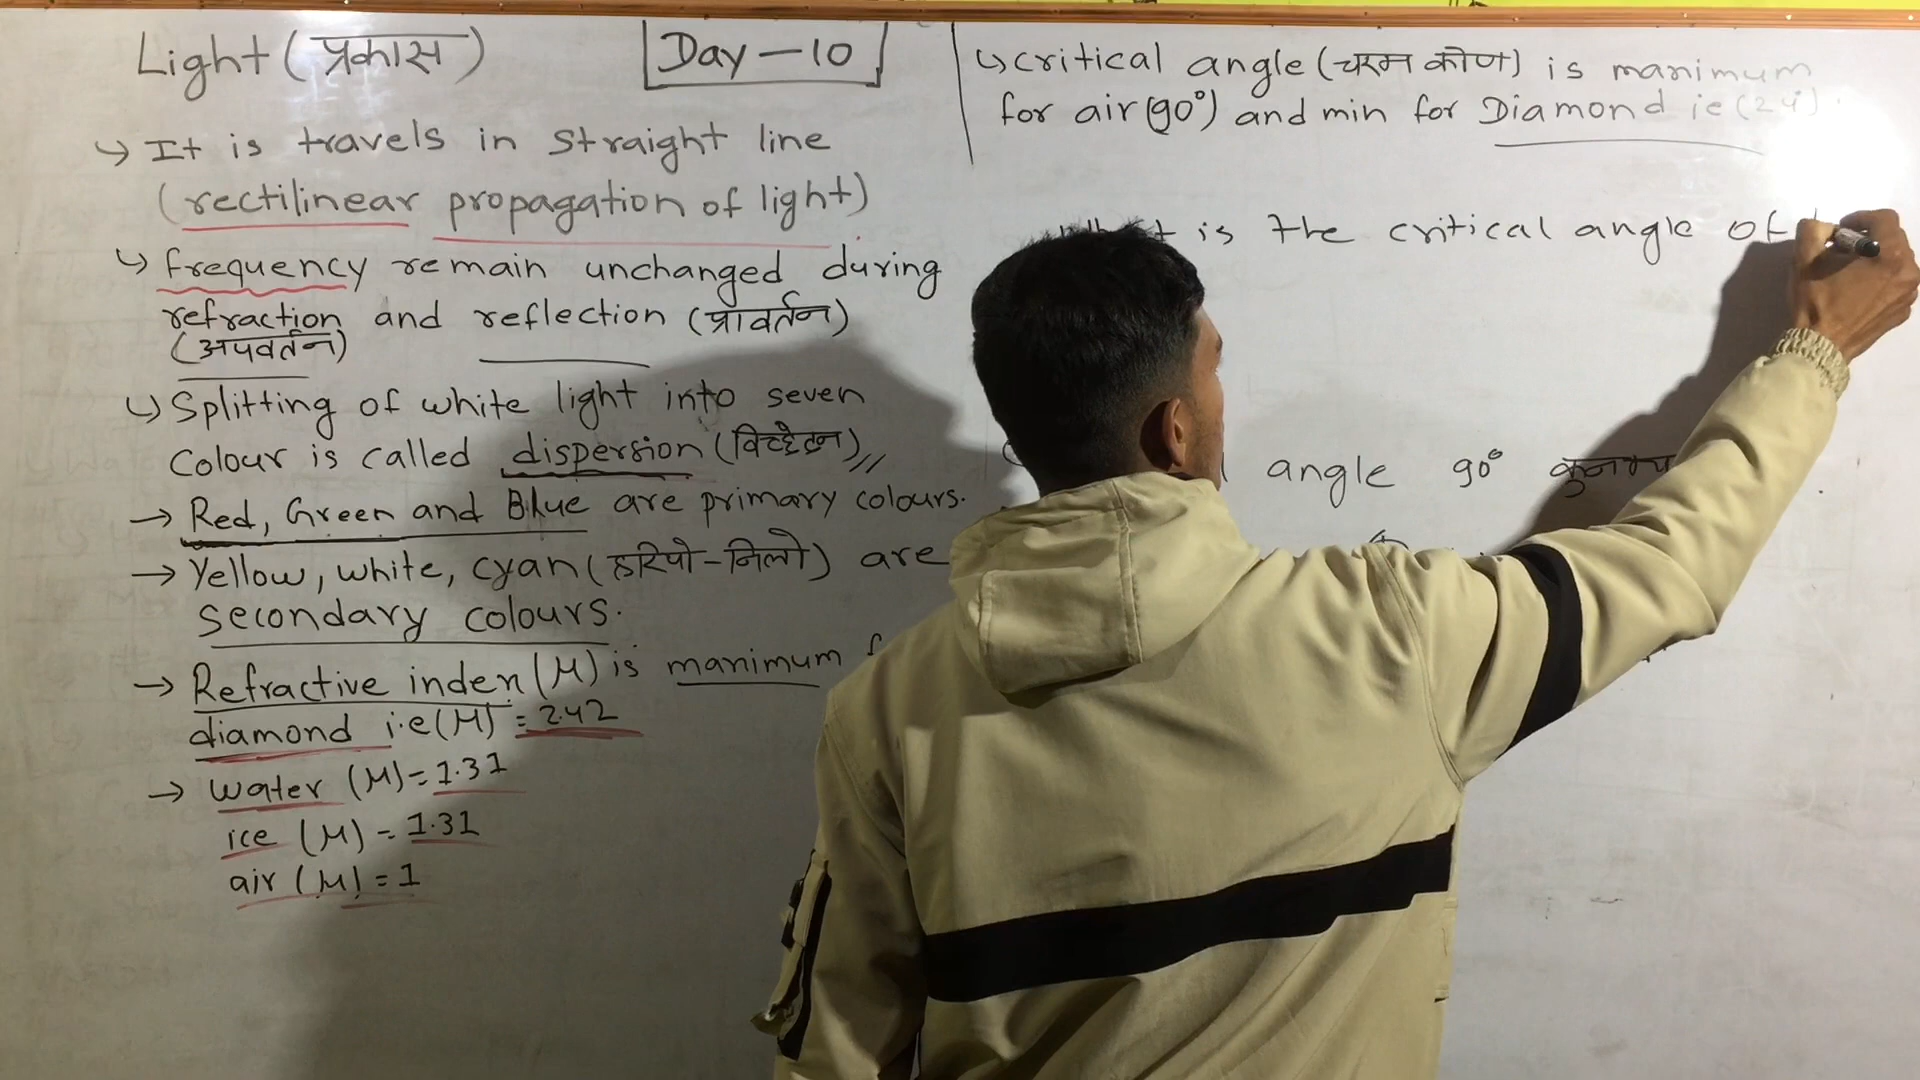 Light (प्रकास)
Day - 10
↳ It is travels in straight line
(rectilinear propagation of light)
↳ frequency remain unchanged during
refraction and reflection (प्रावर्तन)
(अपवर्तन)
↳ Splitting of white light into seven
Colour is called dispersion (विच्छेदन) //
→ Red, Green and Blue are primary colours.
→ Yellow, white, cyan (हरियो-निलो) are
secondary colours.
→ Refractive inden (μ) is manimum
diamond i.e (μ) = 2.42
→ water (μ) = 1.31
ice (μ) - 1.31
air (μ) = 1
↳ critical angle (चरम कोण) is manimum
for air (90°) and min for Diamond ie (24°).
is the critical angle of
angle 90°